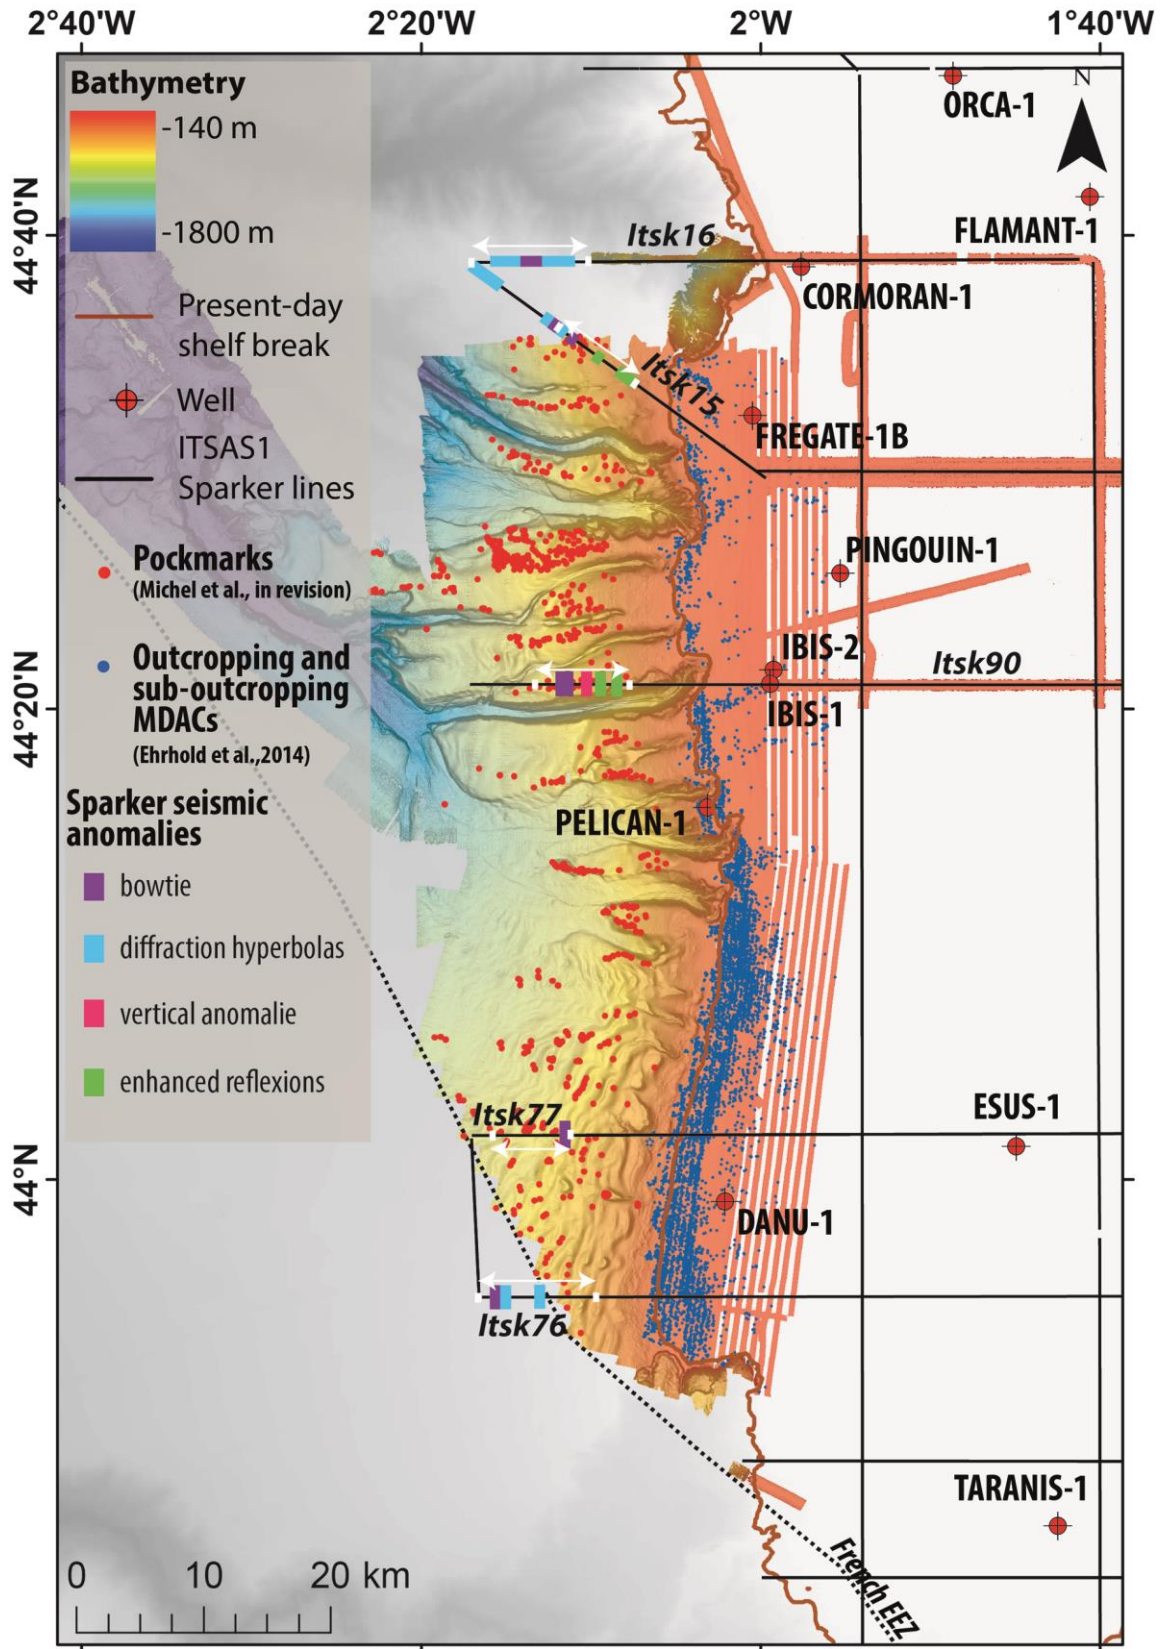 2°40'W
2°20'W
2°W
1°40'W
Bathymetry
-140 m
-1800 m
Present-day
shelf break
Well
ITSAS1
Sparker lines
Pockmarks
(Michel et al., in revision)
Outcropping and
sub-outcropping
MDACs
(Ehrhold et al.,2014)
Sparker seismic
anomalies
bowtie
diffraction hyperbolas
vertical anomalie
enhanced reflexions
44°40'N
44°20'N
44°N
N
ORCA-1
FLAMANT-1
Itsk16
CORMORAN-1
Itsk15
FREGATE-1B
PINGOUIN-1
IBIS-2
Itsk90
IBIS-1
PELICAN-1
Itsk77
ESUS-1
DANU-1
Itsk76
TARANIS-1
French EEZ
0 10 20 km